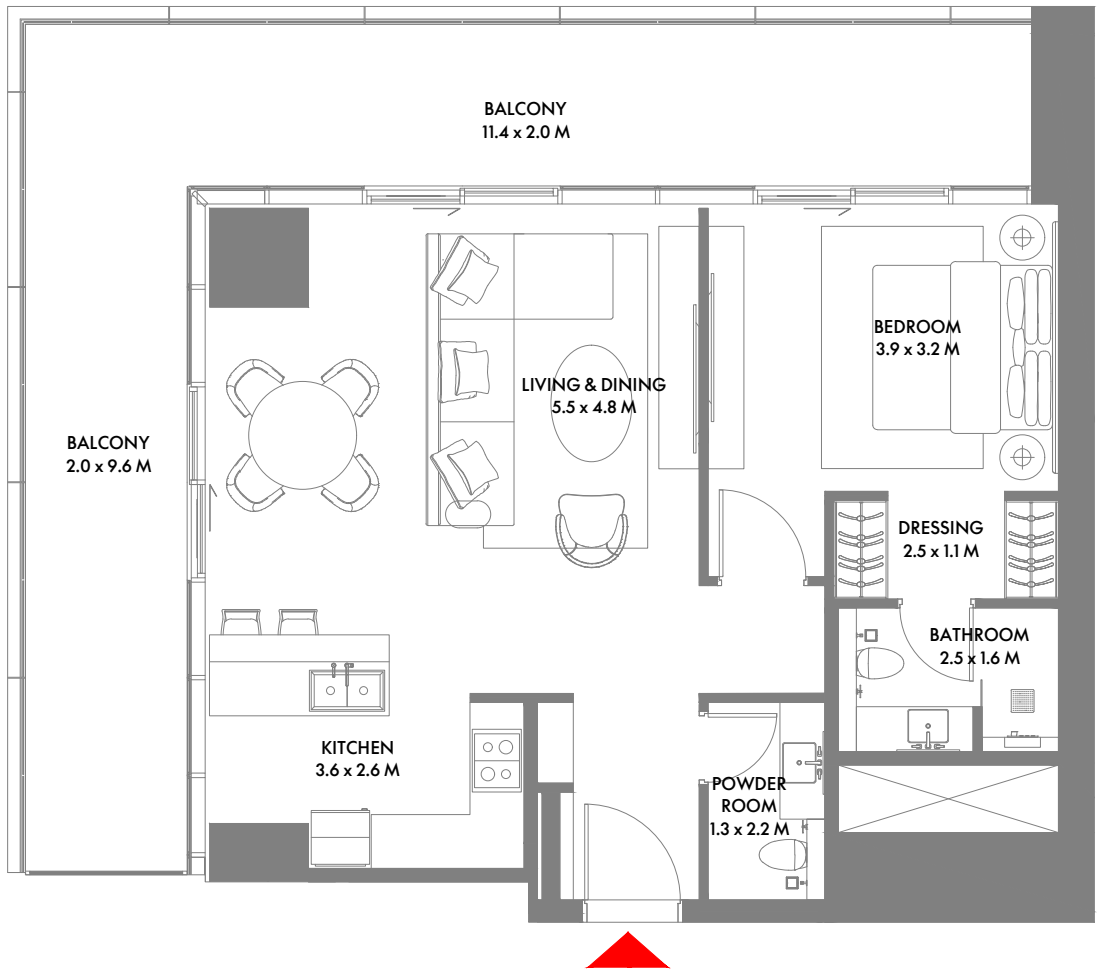 BALCONY
11.4 x 2.0 M
BEDROOM
3.9 x 3.2 M
LIVING & DINING
5.5 x 4.8 M
BALCONY
2.0 x 9.6 M
DRESSING
2.5 x 1.1 M
BATHROOM
2.5 x 1.6 M
KITCHEN
3.6 x 2.6 M
POWDER
ROOM
1.3 x 2.2 M